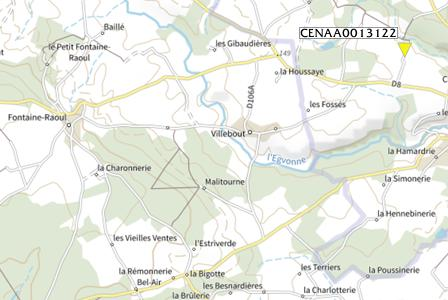 Baillé
CENAA0013122
le Petit Fontaine-
Raoul
les Gibaudières
149
la Houssaye
D106A
D8
les Fossés
Fontaine-Raoul
Villebout
l'Egvonne
la Hamardrie
la Charonnerie
Malitourne
la Simonerie
la Hennebinerie
les Vieilles Ventes
l'Estriverde
la Rémonnerie
Bel-Air
la Bigotte
les Terriers
la Poussinerie
les Besnardières
la Brûlerie
la Charlotterie